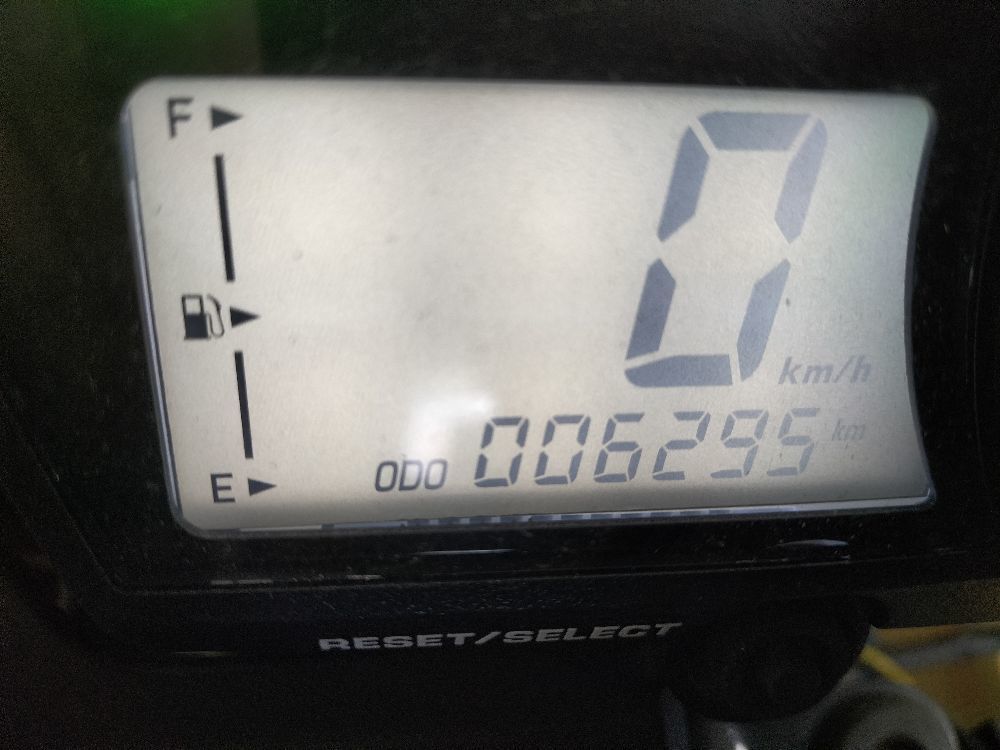 F
0
km/h
ODO 006295 km
E
RESET/SELECT